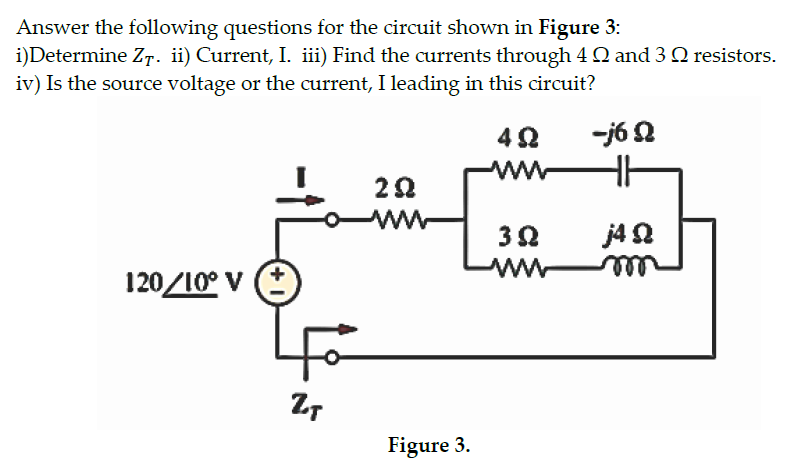 Answer the following questions for the circuit shown in Figure 3:
i)Determine Z_T. ii) Current, I. iii) Find the currents through 4 Ω and 3 Ω resistors.
iv) Is the source voltage or the current, I leading in this circuit?
4 Ω
-j6 Ω
I
2 Ω
3 Ω
j4 Ω
120∠10° V
+
Z_T
Figure 3.